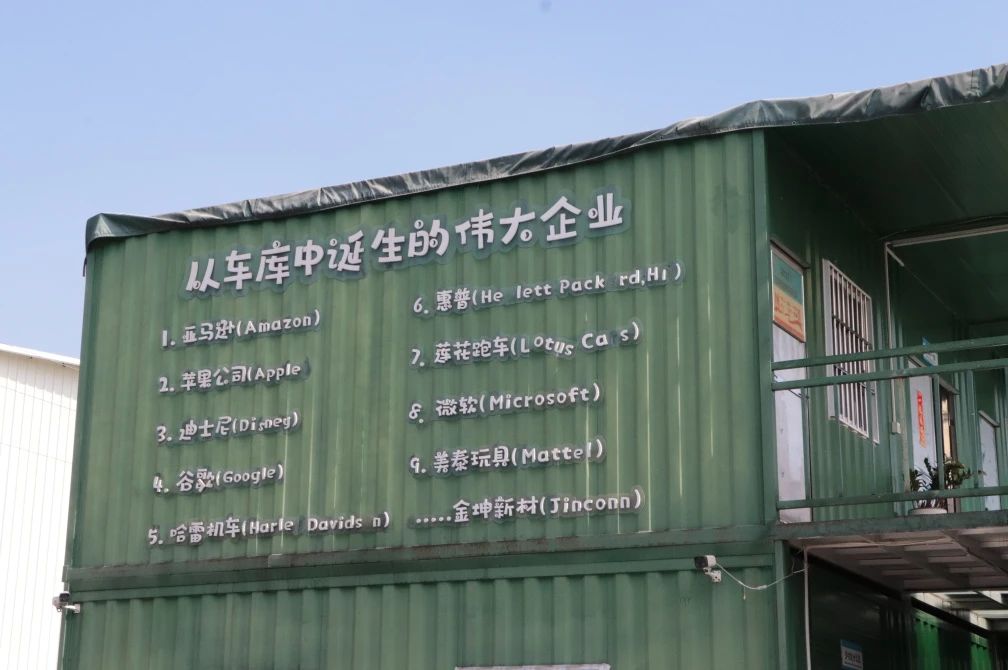 从车库中诞生的伟大企业
1. 亚马逊(Amazon)
2. 苹果公司(Apple
3. 迪士尼(Disney)
4. 谷歌(Google)
5. 哈雷机车(Harle Davids n)
6. 惠普(He lett Pack rd,H )
7. 莲花跑车(Lotus Ca s)
8. 微软(Microsoft)
9. 美泰玩具(Mattel)
.....金坤新材(Jinconn)